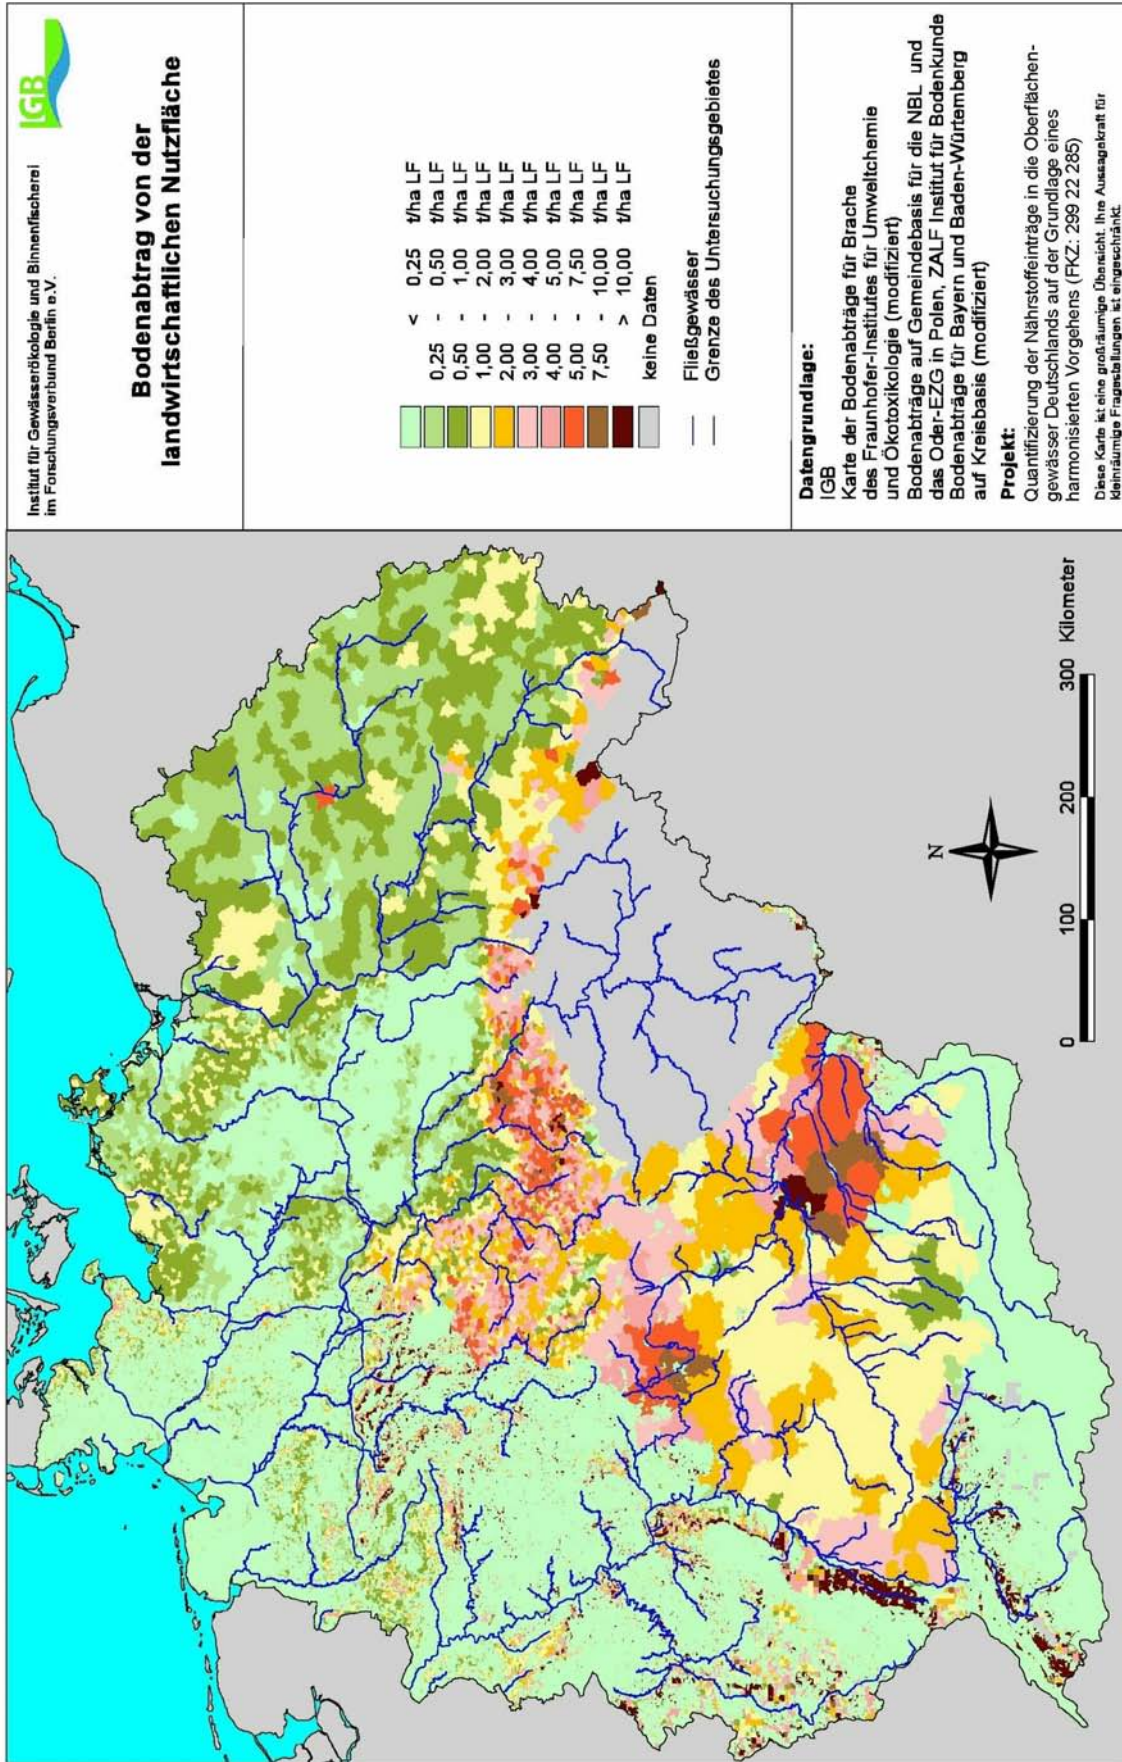 Institut für Gewässerökologie und Binnenfischerei
im Forschungsverbund Berlin e.V.
IGB
Bodenabtrag von der
landwirtschaftlichen Nutzfläche
< 0,25 t/ha LF
0,25 - 0,50 t/ha LF
0,50 - 1,00 t/ha LF
1,00 - 2,00 t/ha LF
2,00 - 3,00 t/ha LF
3,00 - 4,00 t/ha LF
4,00 - 5,00 t/ha LF
5,00 - 7,50 t/ha LF
7,50 - 10,00 t/ha LF
> 10,00 t/ha LF
keine Daten
Fließgewässer
Grenze des Untersuchungsgebietes
Datengrundlage:
IGB
Karte der Bodenabträge für Brache
des Fraunhofer-Institutes für Umweltchemie
und Ökotoxikologie (modifiziert)
Bodenabträge auf Gemeindebasis für die NBL und
das Oder-EZG in Polen, ZALF Institut für Bodenkunde
Bodenabträge für Bayern und Baden-Würtemberg
auf Kreisbasis (modifiziert)
Projekt:
Quantifizierung der Nährstoffeinträge in die Oberflächen-
gewässer Deutschlands auf der Grundlage eines
harmonisierten Vorgehens (FKZ: 299 22 285)
Diese Karte ist eine großräumige Übersicht. Ihre Aussagekraft für
kleinräumige Fragestellungen ist eingeschränkt.
N
0 100 200 300 Kilometer